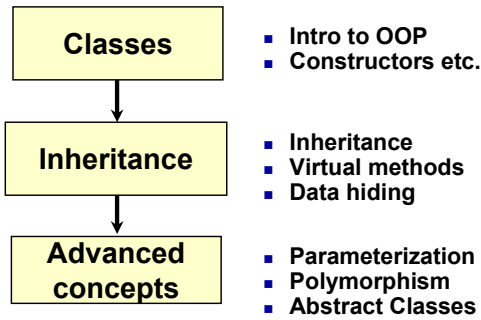 Classes
Intro to OOP
Constructors etc.
Inheritance
Inheritance
Virtual methods
Data hiding
Advanced
concepts
Parameterization
Polymorphism
Abstract Classes